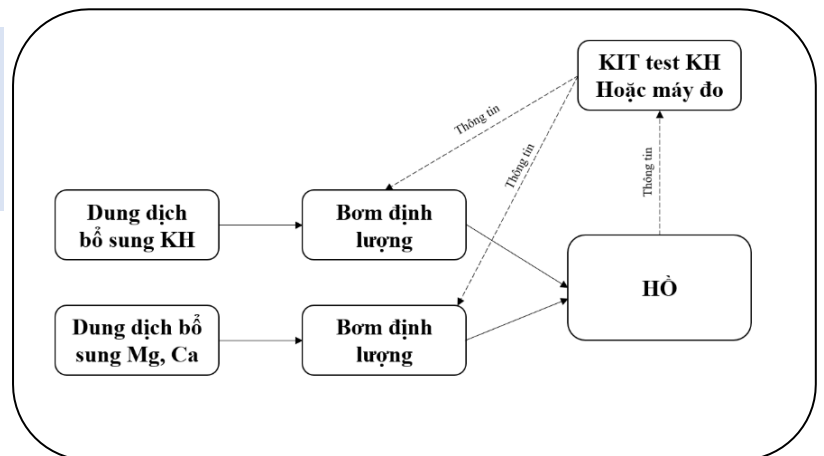 KIT test KH
Hoặc máy đo
Thông tin
Thông tin
Thông tin
Dung dịch
bổ sung KH
Bơm định
lượng
HỒ
Dung dịch bổ
sung Mg, Ca
Bơm định
lượng